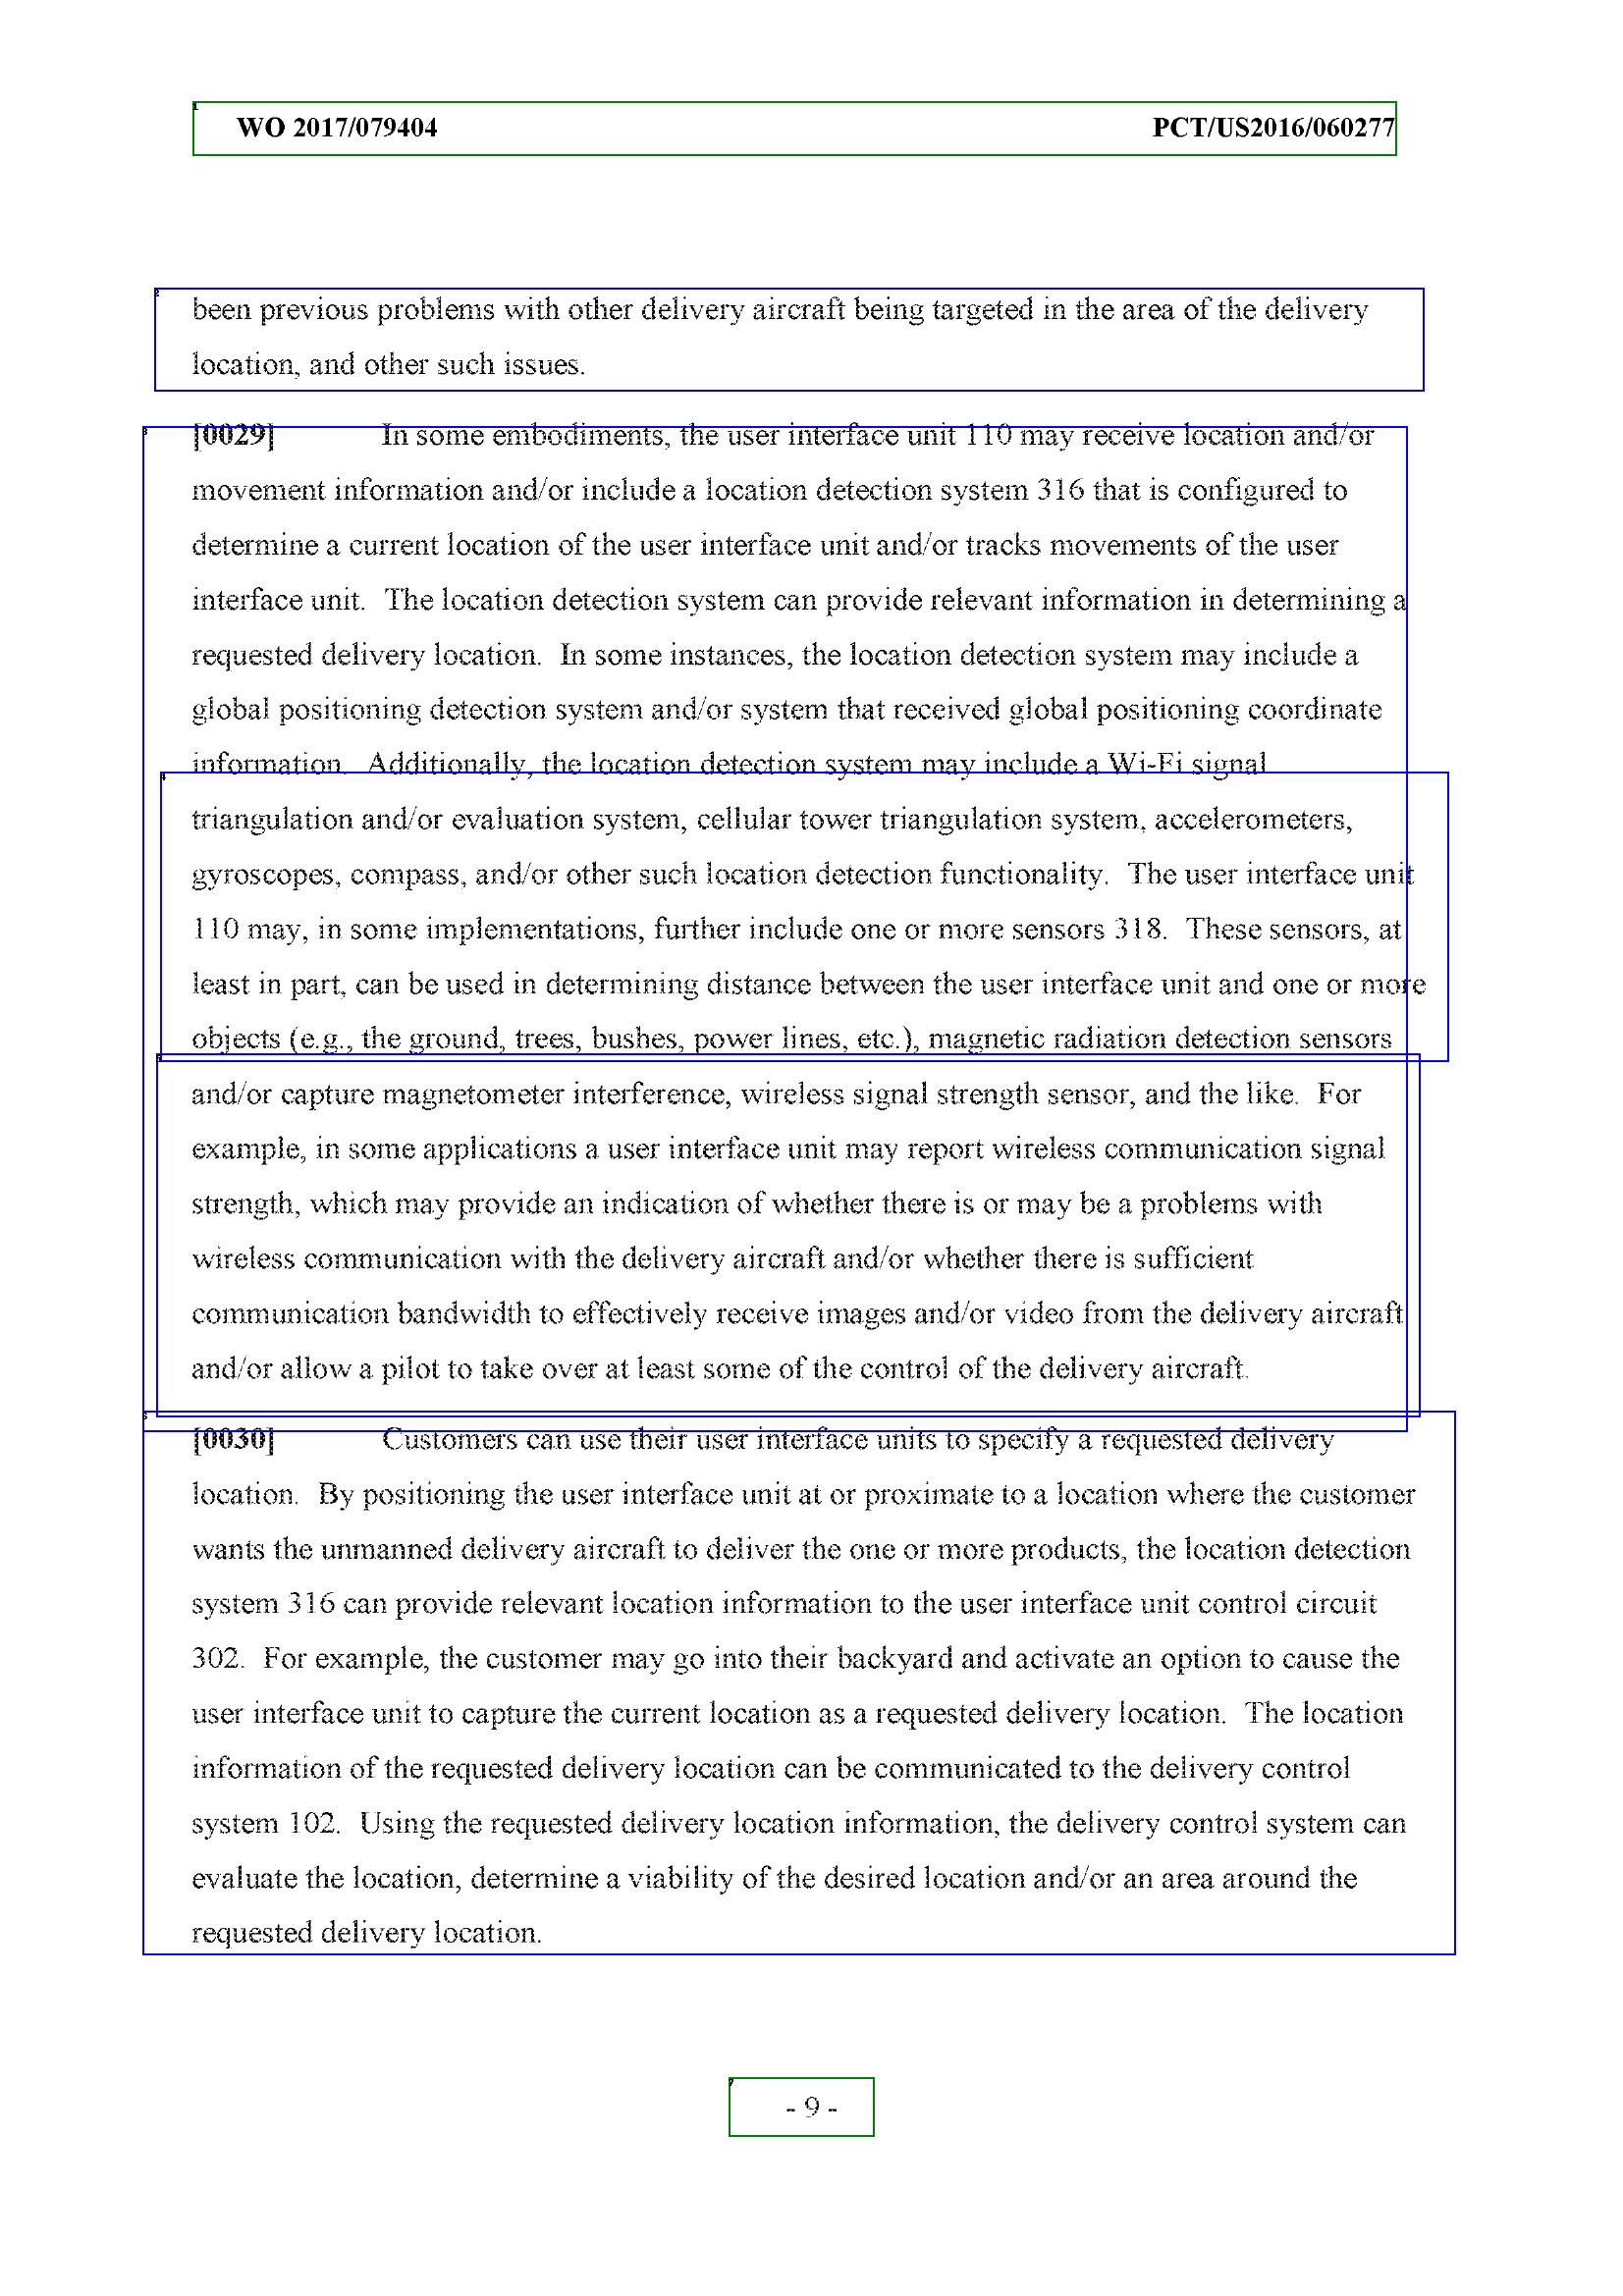 WO 2017/079404 PCT/US2016/060277
been previous problems with other delivery aircraft being targeted in the area of the delivery
location, and other such issues.
[0029] In some embodiments, the user interface unit 110 may receive location and/or
movement information and/or include a location detection system 316 that is configured to
determine a current location of the user interface unit and/or tracks movements of the user
interface unit. The location detection system can provide relevant information in determining a
requested delivery location. In some instances, the location detection system may include a
global positioning detection system and/or system that received global positioning coordinate
information. Additionally, the location detection system may include a Wi-Fi signal
triangulation and/or evaluation system, cellular tower triangulation system, accelerometers,
gyroscopes, compass, and/or other such location detection functionality. The user interface unit
110 may, in some implementations, further include one or more sensors 318. These sensors, at
least in part, can be used in determining distance between the user interface unit and one or more
objects (e.g., the ground, trees, bushes, power lines, etc.), magnetic radiation detection sensors
and/or capture magnetometer interference, wireless signal strength sensor, and the like. For
example, in some applications a user interface unit may report wireless communication signal
strength, which may provide an indication of whether there is or may be a problems with
wireless communication with the delivery aircraft and/or whether there is sufficient
communication bandwidth to effectively receive images and/or video from the delivery aircraft
and/or allow a pilot to take over at least some of the control of the delivery aircraft.
[0030] Customers can use their user interface units to specify a requested delivery
location. By positioning the user interface unit at or proximate to a location where the customer
wants the unmanned delivery aircraft to deliver the one or more products, the location detection
system 316 can provide relevant location information to the user interface unit control circuit
302. For example, the customer may go into their backyard and activate an option to cause the
user interface unit to capture the current location as a requested delivery location. The location
information of the requested delivery location can be communicated to the delivery control
system 102. Using the requested delivery location information, the delivery control system can
evaluate the location, determine a viability of the desired location and/or an area around the
requested delivery location.
- 9 -